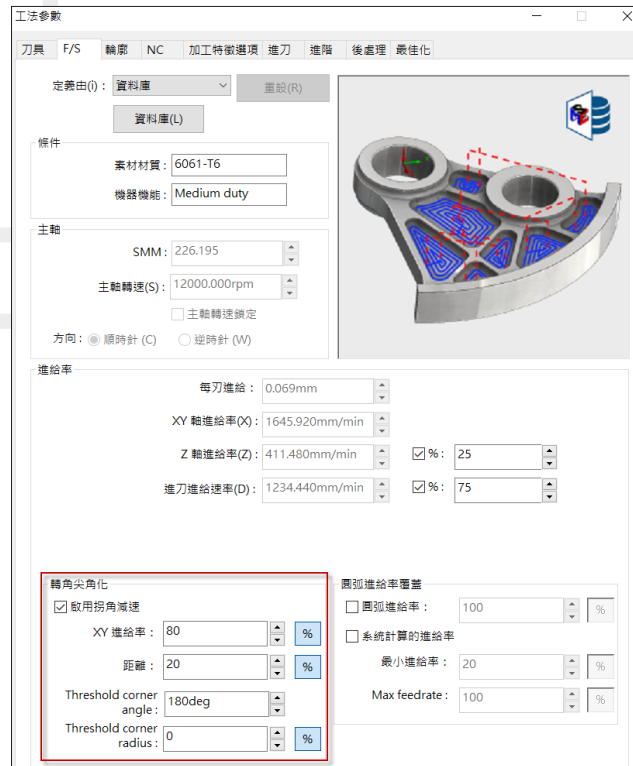 工法參數
刀具 F/S 輪廓 NC 加工特徵選項 進刀 進階 後處理 最佳化
定義由(i)： 資料庫 重設(R)
資料庫(L)
條件
素材材質： 6061-T6
機器機能： Medium duty
主軸
SMM： 226.195
主軸轉速(S)： 12000.000rpm
主軸轉速鎖定
方向： 順時針 (C) 逆時針 (W)
進給率
每刃進給： 0.069mm
XY 軸進給率(X)： 1645.920mm/min
Z 軸進給率(Z)： 411.480mm/min %： 25
進刀進給速率(D)： 1234.440mm/min %： 75
轉角尖角化 圓弧進給率覆蓋
啟用拐角減速 圓弧進給率： 100 %
XY 進給率： 80 % 系統計算的進給率
距離： 20 % 最小進給率： 20 %
Threshold corner angle： 180deg Max feedrate： 100 %
Threshold corner radius： 0 %